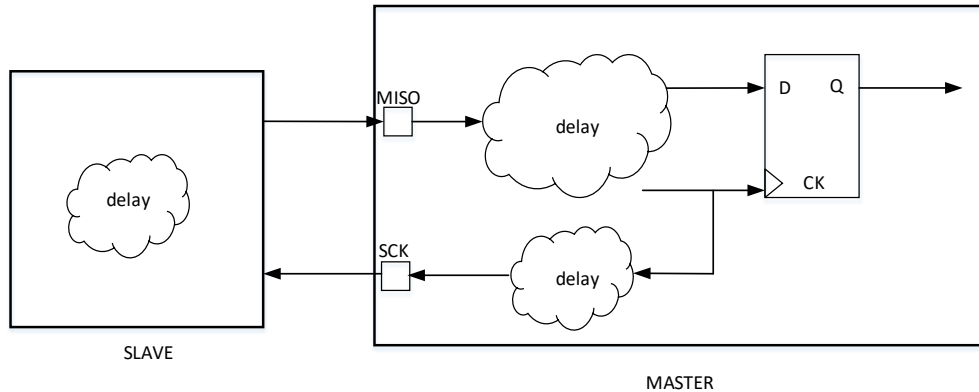 MISO
D Q
delay
delay
CK
SCK
delay
SLAVE
MASTER